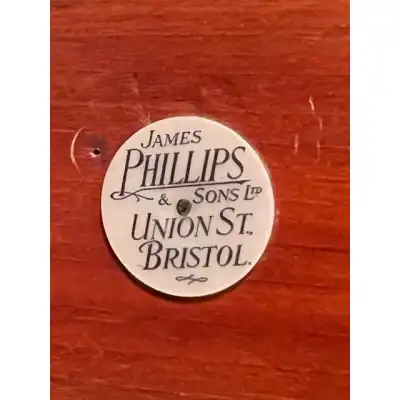 JAMES
PHILLIPS
& SONS LTD
UNION ST.,
BRISTOL.